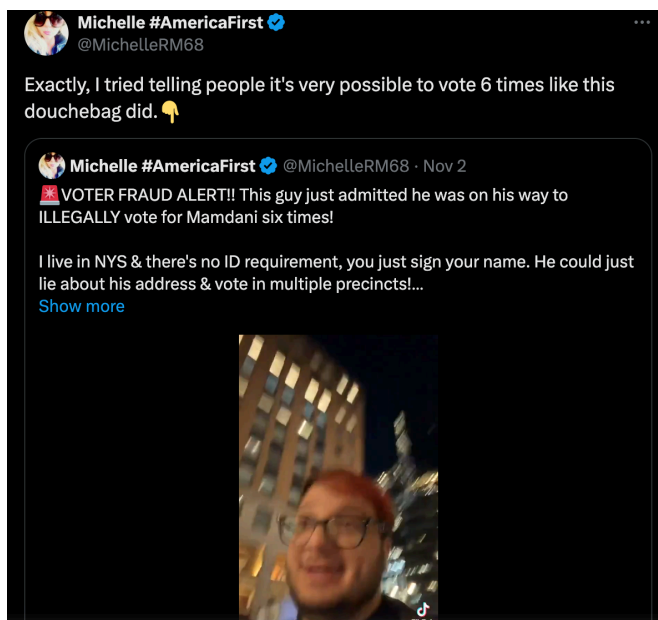 Michelle #AmericaFirst
@MichelleRM68
Exactly, I tried telling people it's very possible to vote 6 times like this
douchebag did.👇
Michelle #AmericaFirst @MichelleRM68 · Nov 2
🚨VOTER FRAUD ALERT!! This guy just admitted he was on his way to
ILLEGALLY vote for Mamdani six times!
I live in NYS & there's no ID requirement, you just sign your name. He could just
lie about his address & vote in multiple precincts!...
Show more